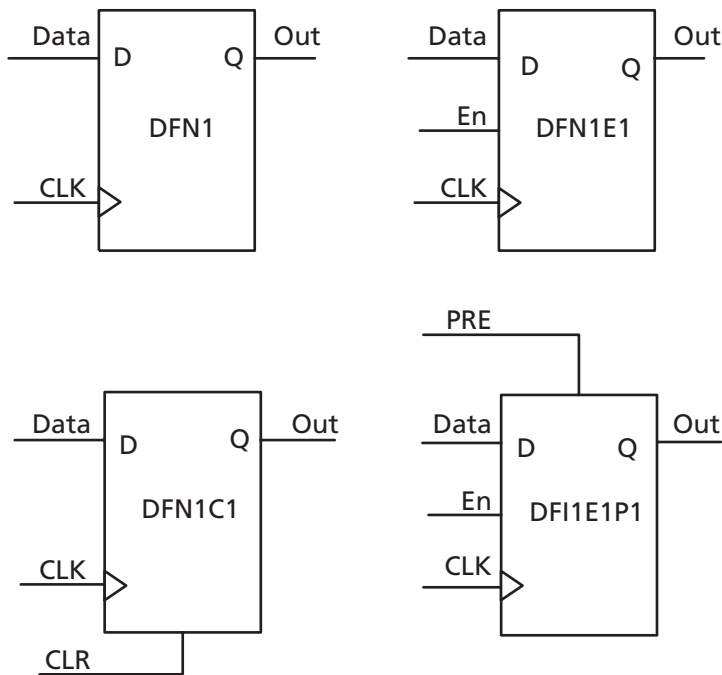 Data
D
Q
Out
DFN1
CLK
Data
D
Q
Out
En
DFN1E1
CLK
Data
D
Q
Out
DFN1C1
CLK
CLR
PRE
Data
D
Q
Out
En
DFI1E1P1
CLK